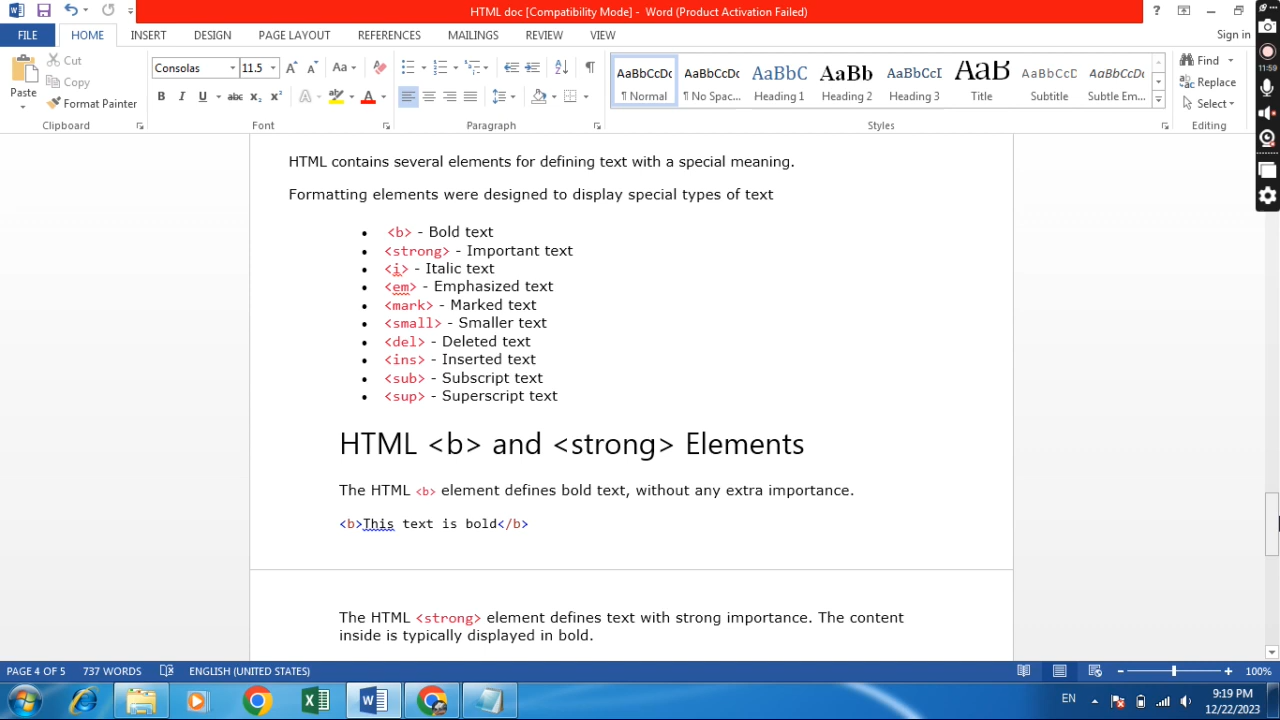 HTML doc [Compatibility Mode] - Word (Product Activation Failed)
?
FILE HOME INSERT DESIGN PAGE LAYOUT REFERENCES MAILINGS REVIEW VIEW Sign in
Paste
Cut
Copy
Format Painter
Clipboard
Consolas 11.5 Aa
B I U abc x₂ x² A A
Font
Paragraph
AaBbCcDc AaBbCcDc AaBbC AaBb AaBbCcI AaB AaBbCcD AaBbCcDc
¶ Normal ¶ No Spac... Heading 1 Heading 2 Heading 3 Title Subtitle Subtle Em...
Styles
Find
Replace
Select
Editing
11:59
HTML contains several elements for defining text with a special meaning.
Formatting elements were designed to display special types of text
• <b> - Bold text
• <strong> - Important text
• <i> - Italic text
• <em> - Emphasized text
• <mark> - Marked text
• <small> - Smaller text
• <del> - Deleted text
• <ins> - Inserted text
• <sub> - Subscript text
• <sup> - Superscript text
HTML <b> and <strong> Elements
The HTML <b> element defines bold text, without any extra importance.
<b>This text is bold</b>
The HTML <strong> element defines text with strong importance. The content
inside is typically displayed in bold.
PAGE 4 OF 5 737 WORDS ENGLISH (UNITED STATES) 100%
EN 9:19 PM
12/22/2023